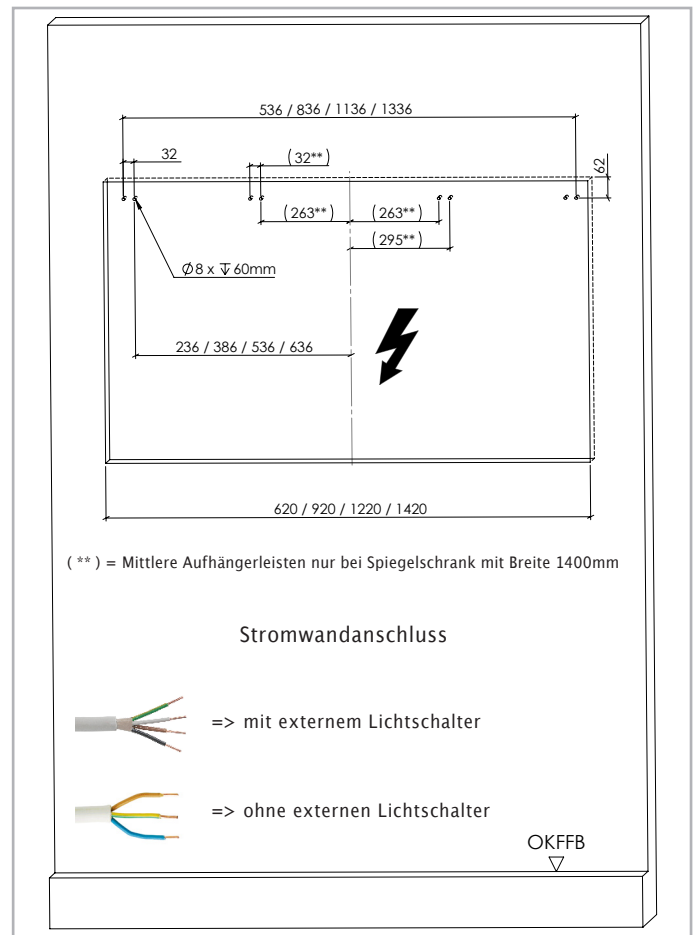 536 / 836 / 1136 / 1336
32
( 32** )
62
( 263** )
( 263** )
( 295** )
∅8 x ↧60mm
236 / 386 / 536 / 636
620 / 920 / 1220 / 1420
( ** ) = Mittlere Aufhängerleisten nur bei Spiegelschrank mit Breite 1400mm
Stromwandanschluss
=> mit externem Lichtschalter
=> ohne externen Lichtschalter
OKFFB